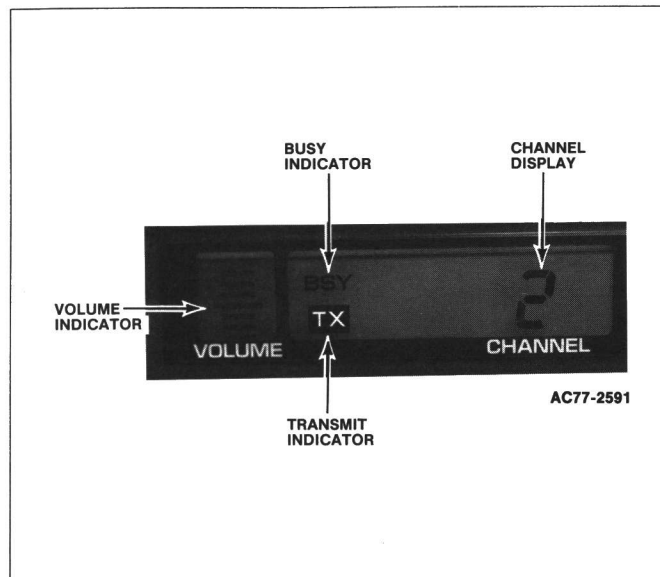 BUSY
INDICATOR
CHANNEL
DISPLAY
BSY
2
VOLUME
INDICATOR
TX
VOLUME
CHANNEL
AC77-2591
TRANSMIT
INDICATOR